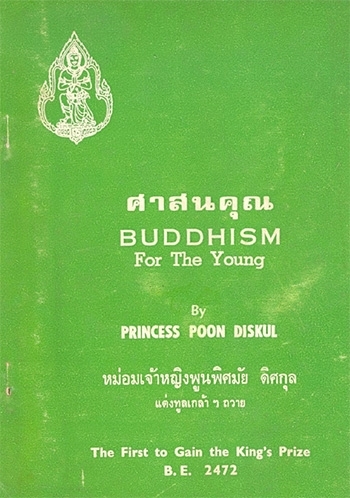 ศาสนคุณ
BUDDHISM
For The Young
By
PRINCESS POON DISKUL
หม่อมเจ้าหญิงพูนพิศมัย ดิศกุล
แต่งทูลเกล้า ฯ ถวาย
The First to Gain the King's Prize
B. E. 2472